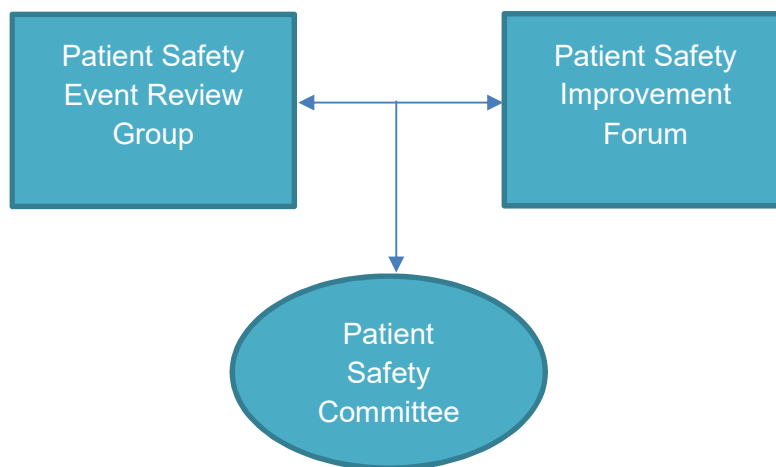 Patient Safety
Event Review
Group
Patient Safety
Improvement
Forum
Patient
Safety
Committee